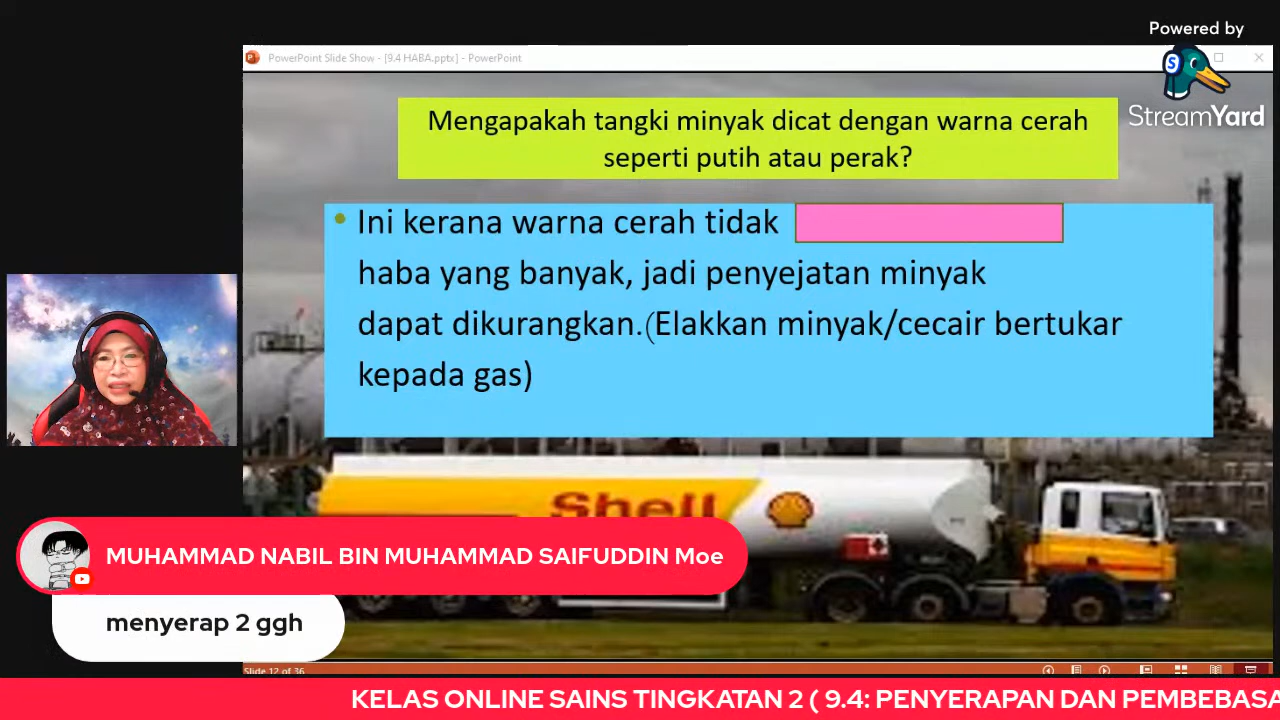 Powered by
StreamYard
PowerPoint Slide Show - [9.4 HABA.pptx] - PowerPoint
Mengapakah tangki minyak dicat dengan warna cerah
seperti putih atau perak?
Ini kerana warna cerah tidak
haba yang banyak, jadi penyejatan minyak
dapat dikurangkan.(Elakkan minyak/cecair bertukar
kepada gas)
Shell
MUHAMMAD NABIL BIN MUHAMMAD SAIFUDDIN Moe
menyerap 2 ggh
Slide 12 of 36
KELAS ONLINE SAINS TINGKATAN 2 ( 9.4: PENYERAPAN DAN PEMBEBASA